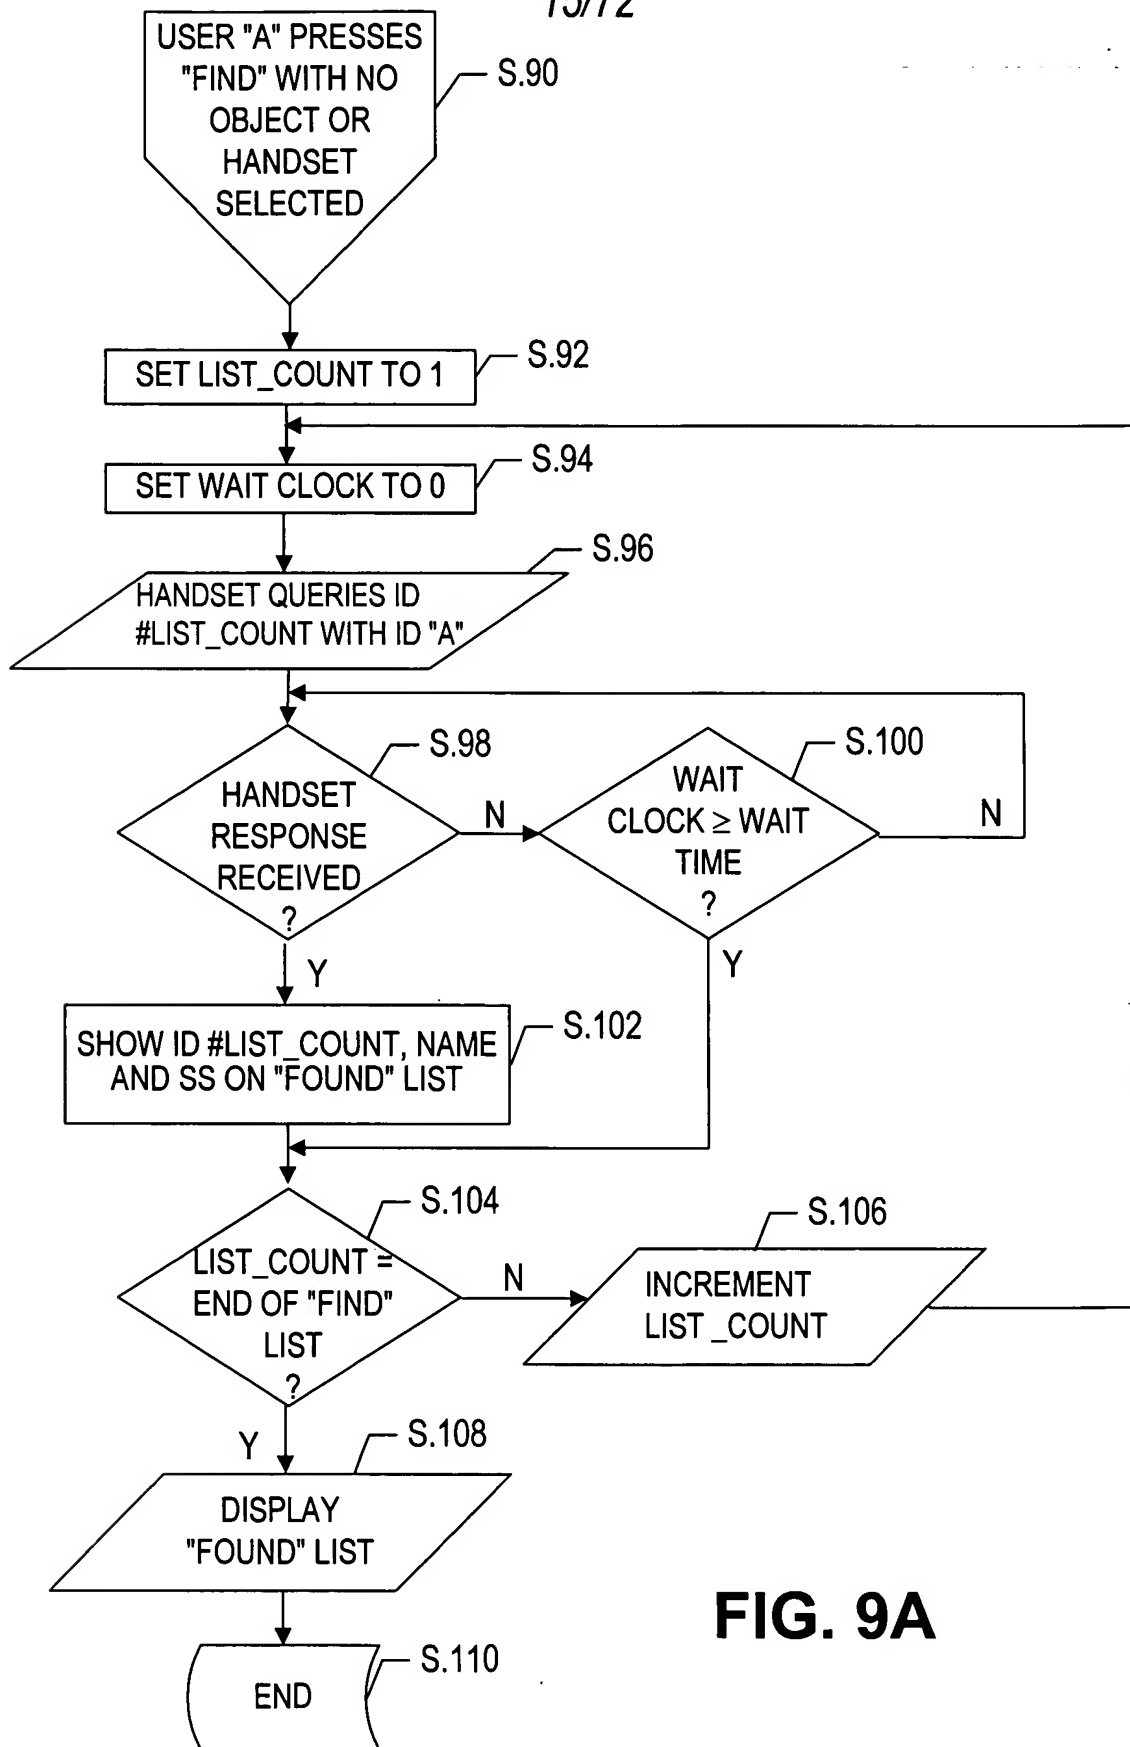 15/72
USER "A" PRESSES
"FIND" WITH NO
OBJECT OR
HANDSET
SELECTED
S.90
SET LIST_COUNT TO 1
S.92
SET WAIT CLOCK TO 0
S.94
HANDSET QUERIES ID
#LIST_COUNT WITH ID "A"
S.96
HANDSET
RESPONSE
RECEIVED
?
S.98
N
Y
WAIT
CLOCK ≥ WAIT
TIME
?
S.100
N
Y
SHOW ID #LIST_COUNT, NAME
AND SS ON "FOUND" LIST
S.102
LIST_COUNT =
END OF "FIND"
LIST
?
S.104
N
Y
INCREMENT
LIST _COUNT
S.106
DISPLAY
"FOUND" LIST
S.108
END
S.110
FIG. 9A